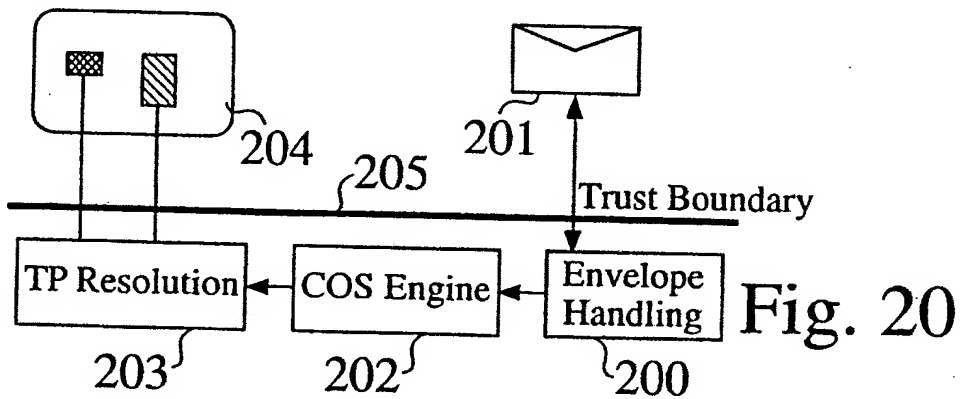 204
201
205
Trust Boundary
TP Resolution
COS Engine
Envelope
Handling
Fig. 20
203
202
200